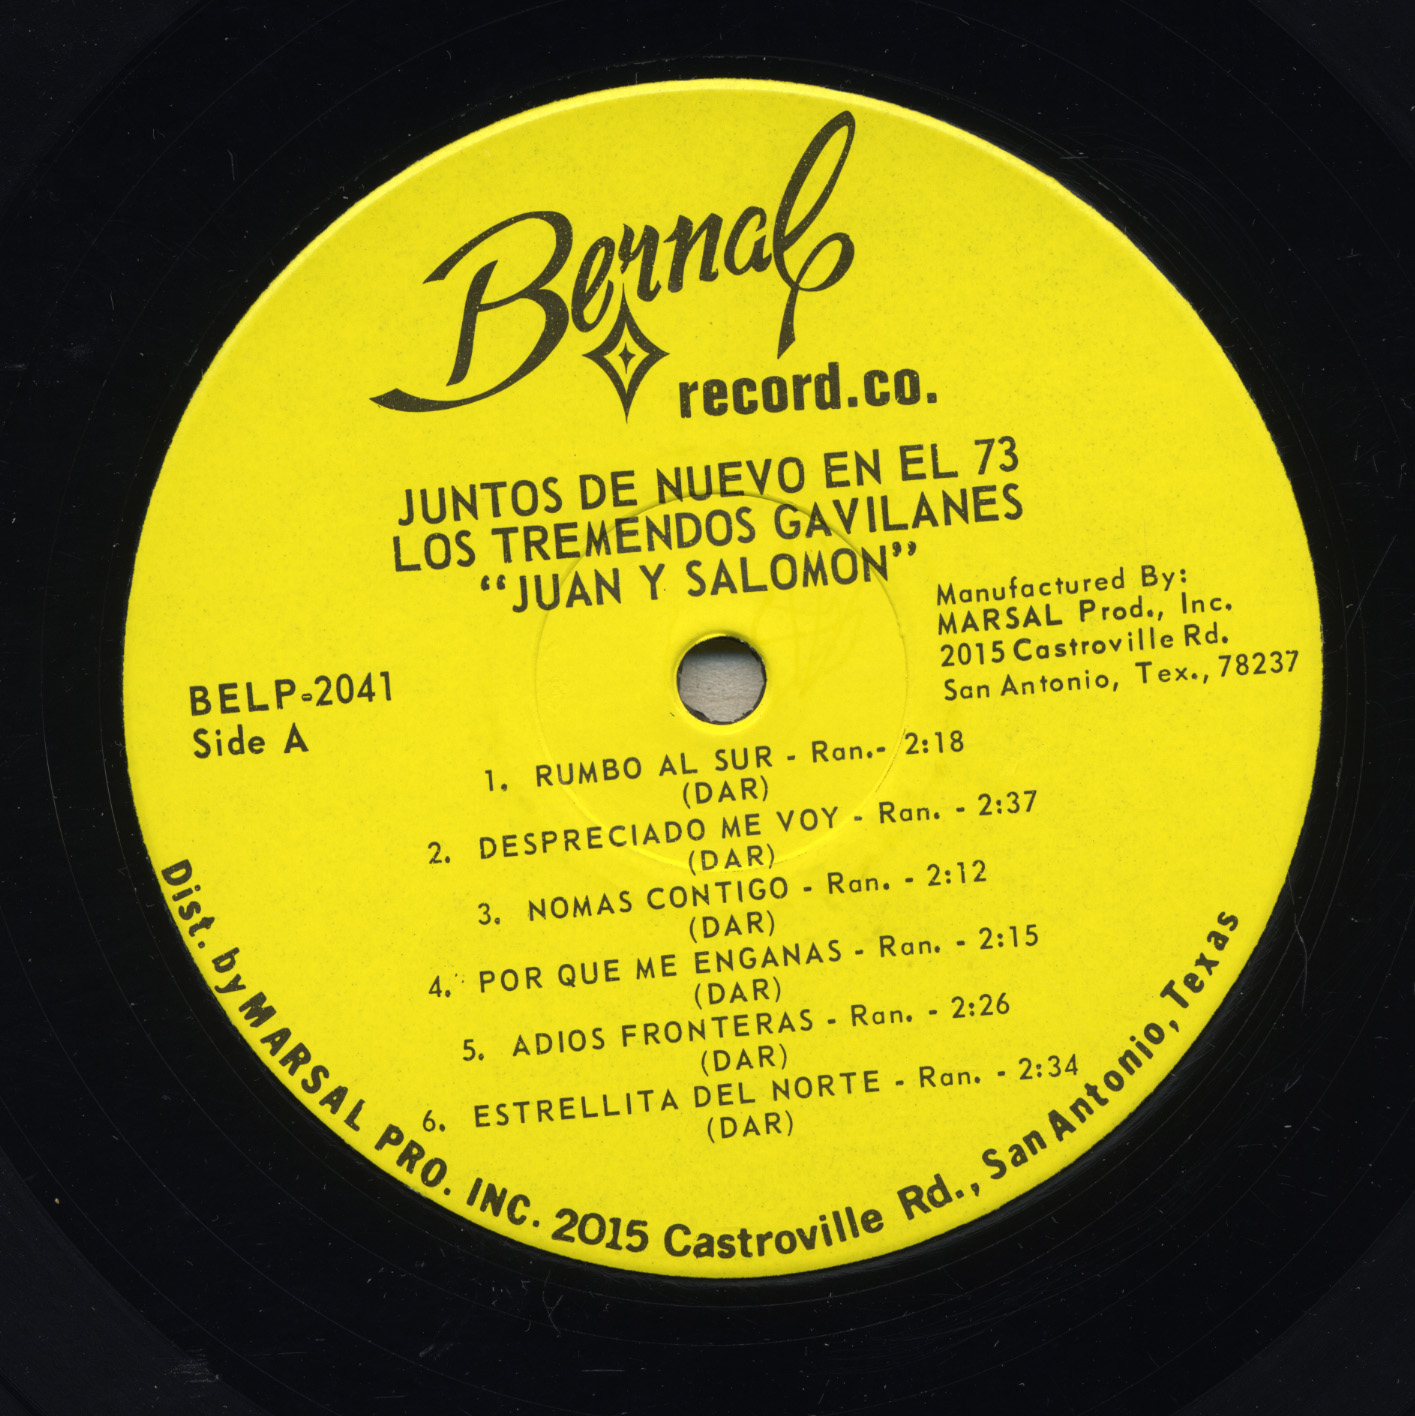 Bernal
record.co.
JUNTOS DE NUEVO EN EL 73
LOS TREMENDOS GAVILANES
“JUAN Y SALOMON”
Manufactured By:
MARSAL Prod., Inc.
2015 Castroville Rd.
San Antonio, Tex., 78237
BELP-2041
Side A
1. RUMBO AL SUR - Ran.- 2:18
(DAR)
2. DESPRECIADO ME VOY - Ran. - 2:37
(DAR)
3. NOMAS CONTIGO - Ran. - 2:12
(DAR)
4. POR QUE ME ENGANAS - Ran. - 2:15
(DAR)
5. ADIOS FRONTERAS - Ran. - 2:26
(DAR)
6. ESTRELLITA DEL NORTE - Ran. - 2:34
(DAR)
Dist. by MARSAL PRO. INC. 2015 Castroville Rd., San Antonio, Texas